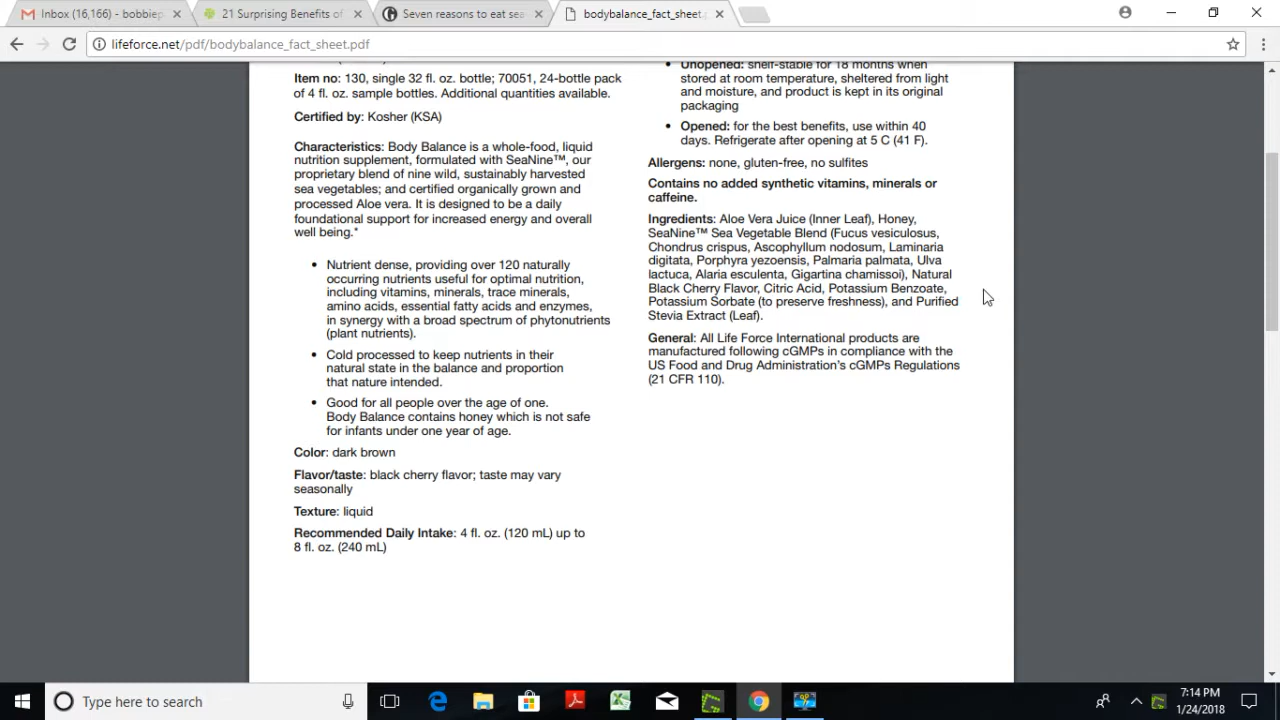 Inbox (16,166) - bobbiep
21 Surprising Benefits of
Seven reasons to eat sea
bodybalance_fact_sheet.p
lifeforce.net/pdf/bodybalance_fact_sheet.pdf
Item no: 130, single 32 fl. oz. bottle; 70051, 24-bottle pack
of 4 fl. oz. sample bottles. Additional quantities available.
Certified by: Kosher (KSA)
Characteristics: Body Balance is a whole-food, liquid
nutrition supplement, formulated with SeaNine™, our
proprietary blend of nine wild, sustainably harvested
sea vegetables; and certified organically grown and
processed Aloe vera. It is designed to be a daily
foundational support for increased energy and overall
well being.*
• Nutrient dense, providing over 120 naturally
occurring nutrients useful for optimal nutrition,
including vitamins, minerals, trace minerals,
amino acids, essential fatty acids and enzymes,
in synergy with a broad spectrum of phytonutrients
(plant nutrients).
• Cold processed to keep nutrients in their
natural state in the balance and proportion
that nature intended.
• Good for all people over the age of one.
Body Balance contains honey which is not safe
for infants under one year of age.
Color: dark brown
Flavor/taste: black cherry flavor; taste may vary
seasonally
Texture: liquid
Recommended Daily Intake: 4 fl. oz. (120 mL) up to
8 fl. oz. (240 mL)
• Unopened: shelf-stable for 18 months when
stored at room temperature, sheltered from light
and moisture, and product is kept in its original
packaging
• Opened: for the best benefits, use within 40
days. Refrigerate after opening at 5 C (41 F).
Allergens: none, gluten-free, no sulfites
Contains no added synthetic vitamins, minerals or
caffeine.
Ingredients: Aloe Vera Juice (Inner Leaf), Honey,
SeaNine™ Sea Vegetable Blend (Fucus vesiculosus,
Chondrus crispus, Ascophyllum nodosum, Laminaria
digitata, Porphyra yezoensis, Palmaria palmata, Ulva
lactuca, Alaria esculenta, Gigartina chamissoi), Natural
Black Cherry Flavor, Citric Acid, Potassium Benzoate,
Potassium Sorbate (to preserve freshness), and Purified
Stevia Extract (Leaf).
General: All Life Force International products are
manufactured following cGMPs in compliance with the
US Food and Drug Administration's cGMPs Regulations
(21 CFR 110).
Type here to search
7:14 PM
1/24/2018